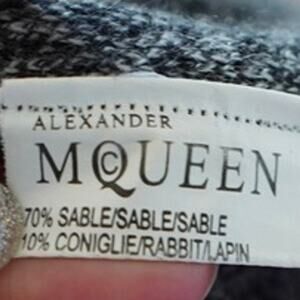 ALEXANDER
McQUEEN
70% SABLE/SABLE/SABLE
10% CONIGLIE/RABBIT/LAPIN